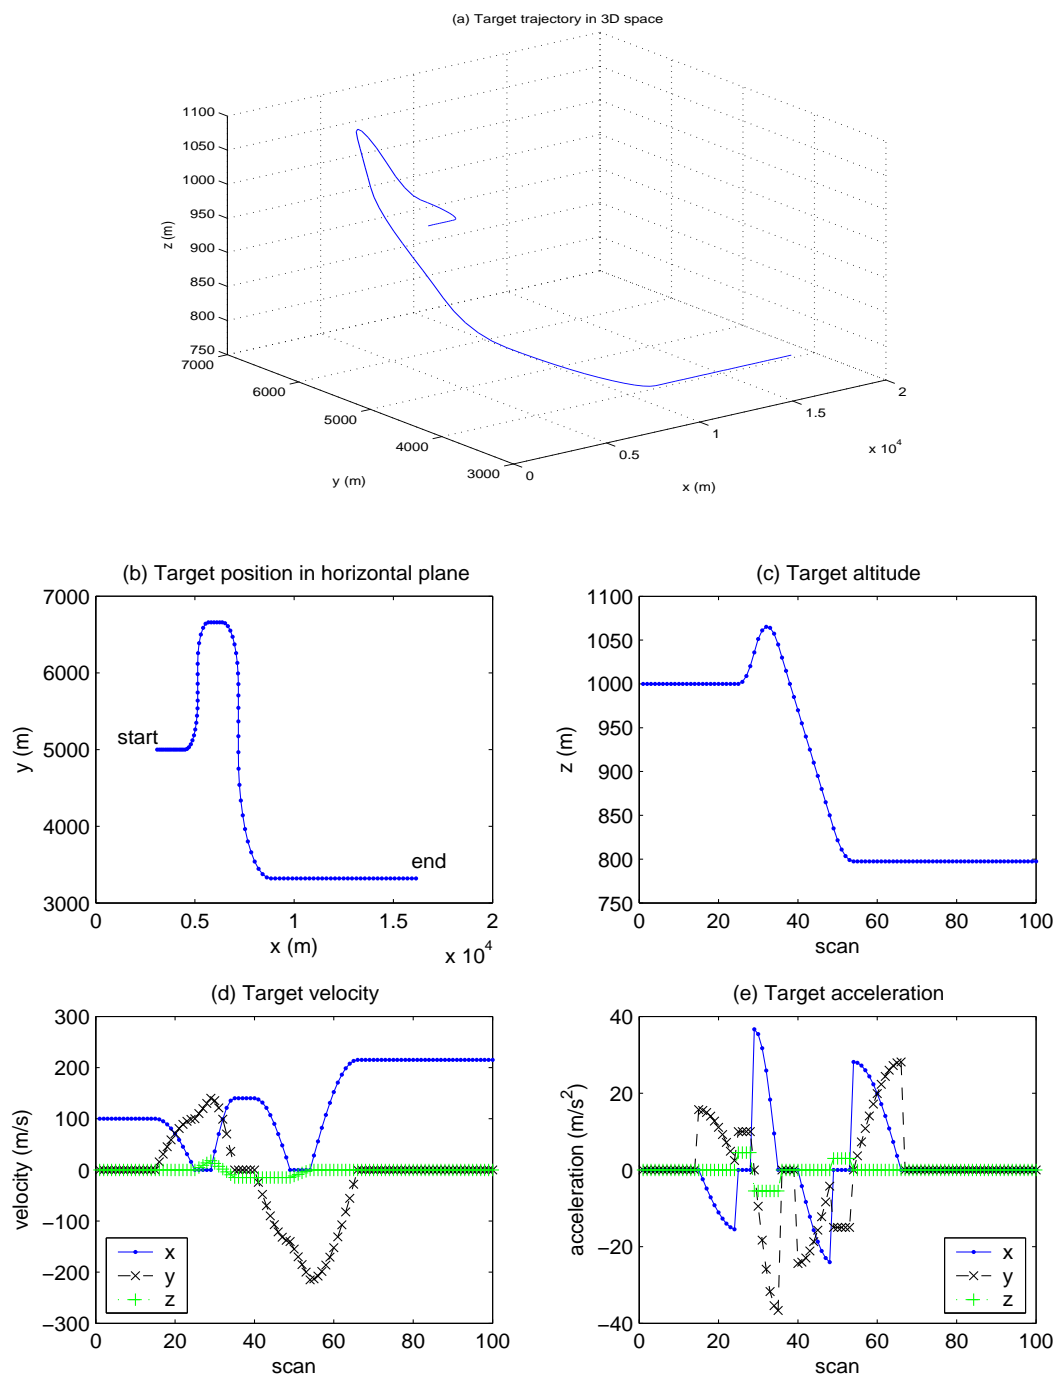 (a) Target trajectory in 3D space
1100
1050
1000
950
900
850
800
750
z (m)
7000
6000
5000
4000
3000
y (m)
0
0.5
1
1.5
2
x 10^4
x (m)
(b) Target position in horizontal plane
7000
6000
5000
4000
3000
y (m)
start
end
0 0.5 1 1.5 2
x (m)
x 10^4
(c) Target altitude
1100
1050
1000
950
900
850
800
750
z (m)
0 20 40 60 80 100
scan
(d) Target velocity
300
200
100
0
−100
−200
−300
velocity (m/s)
x
y
z
0 20 40 60 80 100
scan
(e) Target acceleration
40
20
0
−20
−40
acceleration (m/s^2)
x
y
z
0 20 40 60 80 100
scan